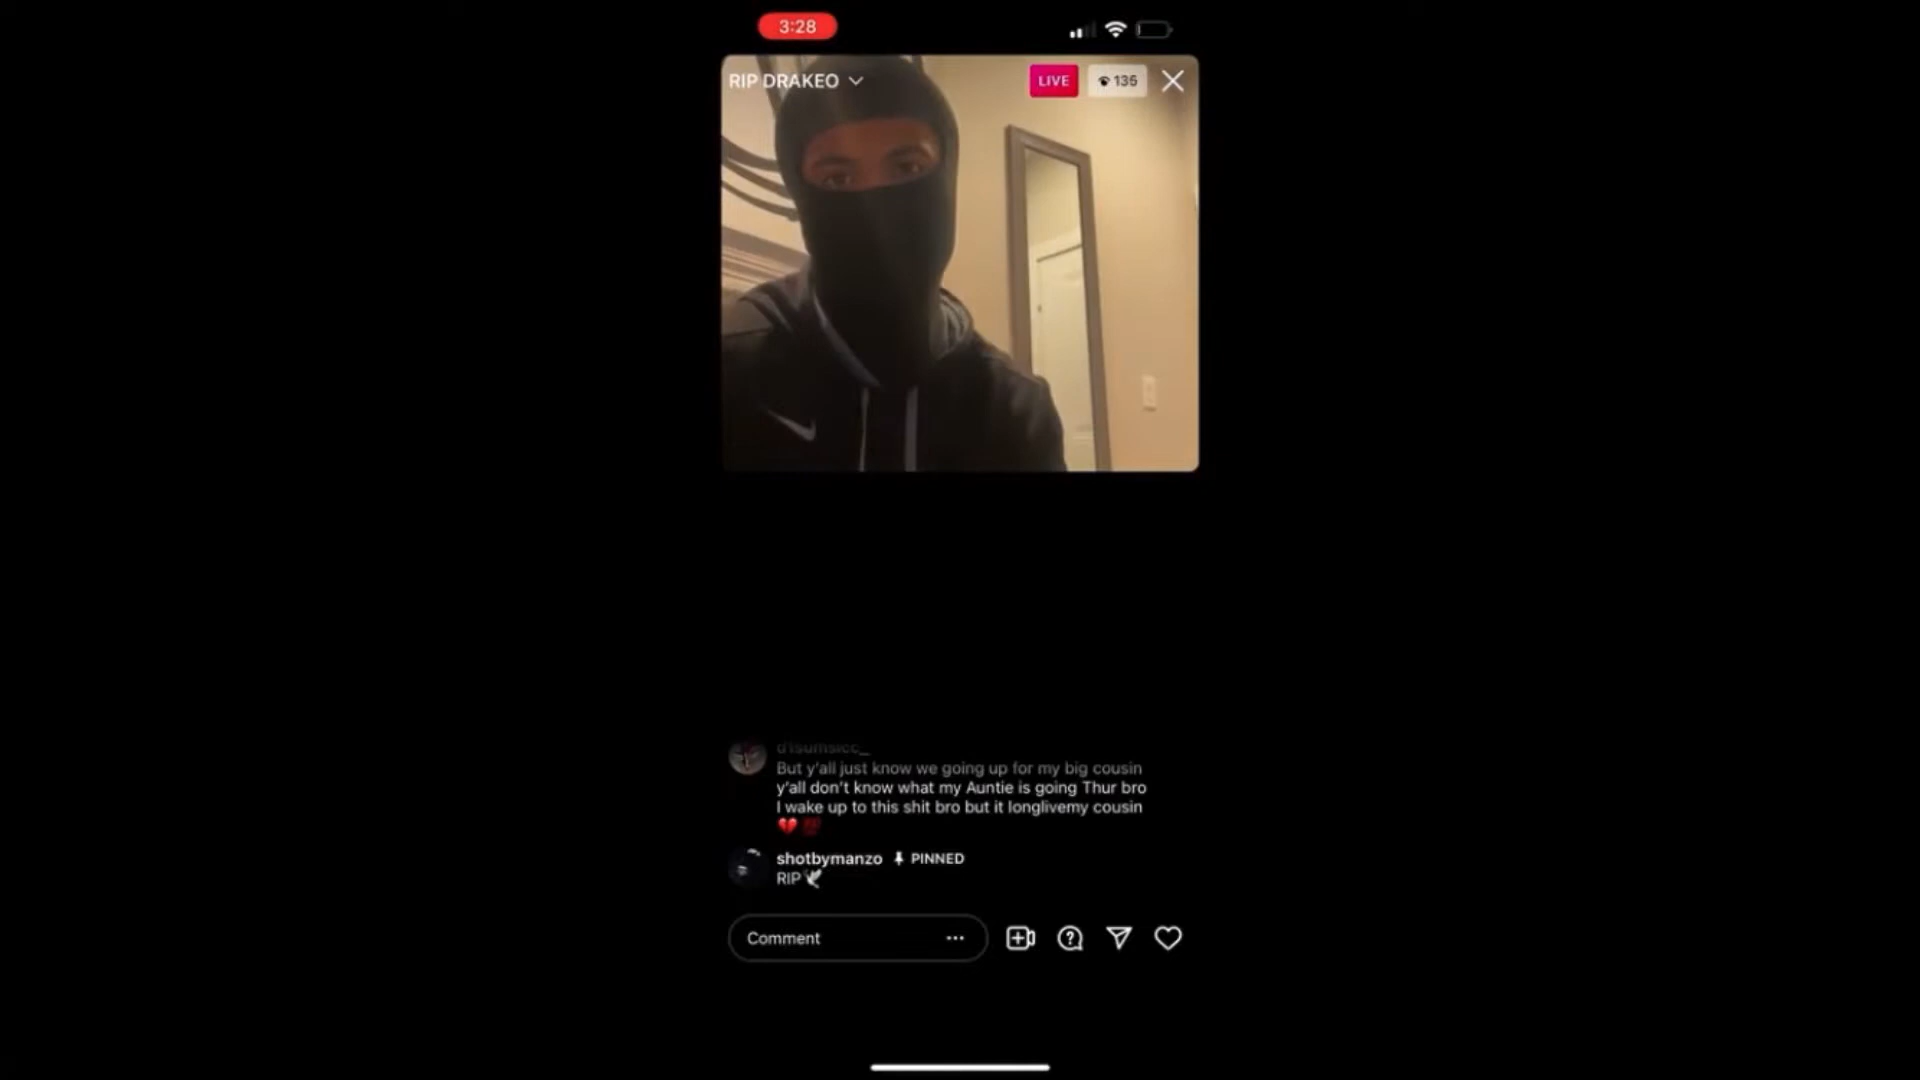 3:28
RIP DRAKEO
LIVE
135
d1sumsicc_
But y'all just know we going up for my big cousin
y'all don't know what my Auntie is going Thur bro
I wake up to this shit bro but it longlivemy cousin
💔 💯
shotbymanzo PINNED
RIP🕊
Comment